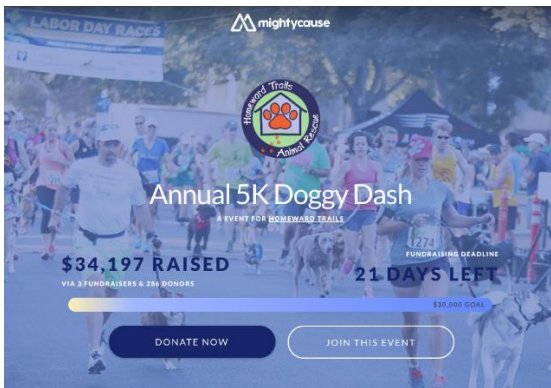 LABOR DAY RACES
mightycause
Homeward Trails
Animal Rescue
Annual 5K Doggy Dash
A EVENT FOR HOMEWARD TRAILS
$34,197 RAISED
VIA 3 FUNDRAISERS & 286 DONORS
1274
FUNDRAISING DEADLINE
21 DAYS LEFT
$30,000 GOAL
DONATE NOW
JOIN THIS EVENT